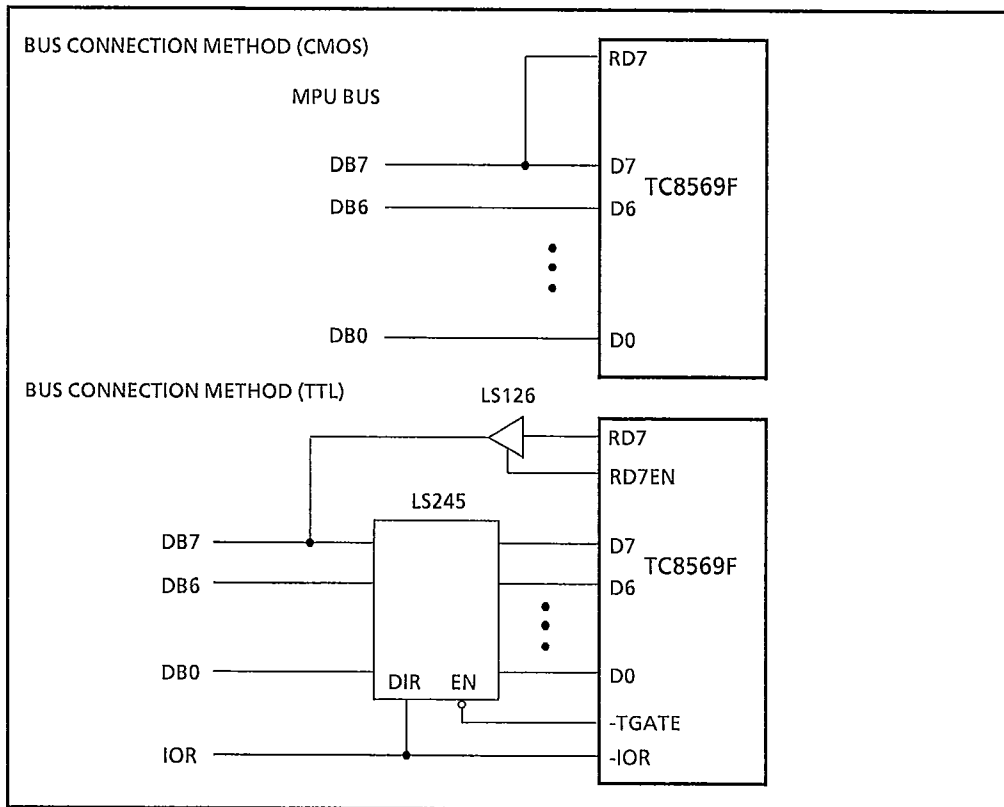 BUS CONNECTION METHOD (CMOS)
RD7
MPU BUS
DB7
D7
TC8569F
DB6
D6
DB0
D0
BUS CONNECTION METHOD (TTL)
LS126
RD7
RD7EN
LS245
DB7
D7
TC8569F
DB6
D6
DB0
D0
DIR EN
-TGATE
IOR
-IOR